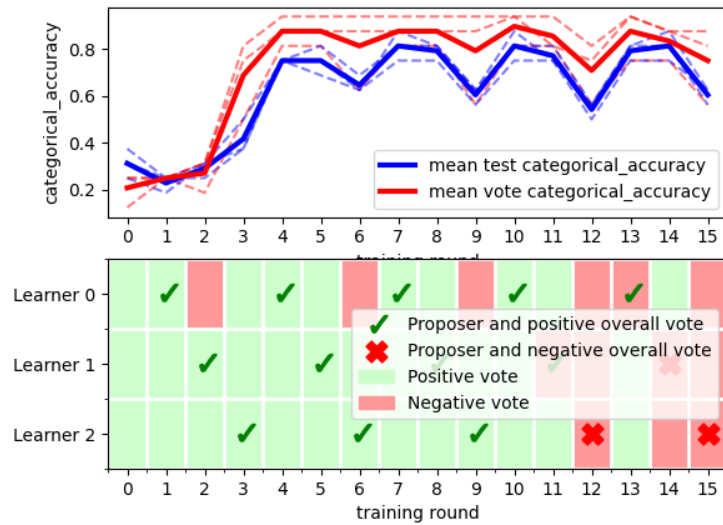 categorical_accuracy
0.8
0.6
0.4
0.2
mean test categorical_accuracy
mean vote categorical_accuracy
0 1 2 3 4 5 6 7 8 9 10 11 12 13 14 15
training round
Learner 0
Learner 1
Learner 2
Proposer and positive overall vote
Proposer and negative overall vote
Positive vote
Negative vote
0 1 2 3 4 5 6 7 8 9 10 11 12 13 14 15
training round